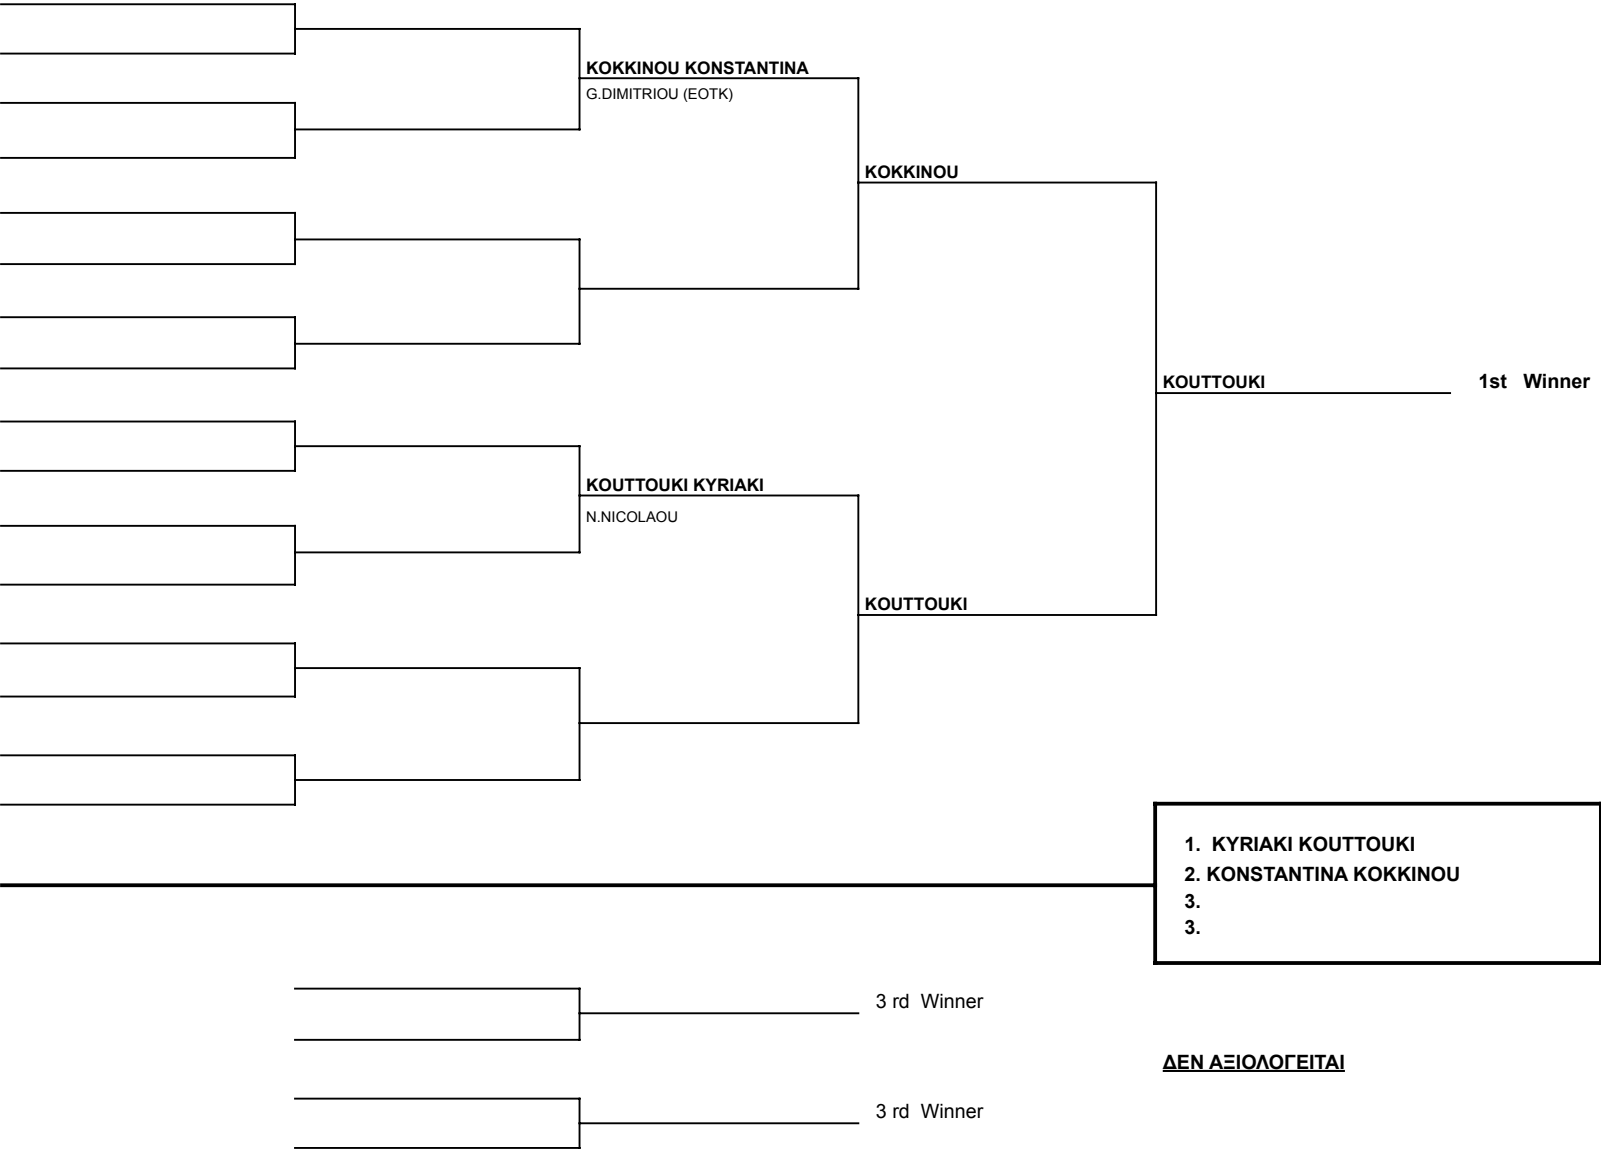 KOKKINOU KONSTANTINA
G.DIMITRIOU (EOTK)
KOKKINOU
KOUTTOUKI 1st Winner
KOUTTOUKI KYRIAKI
N.NICOLAOU
KOUTTOUKI
1. KYRIAKI KOUTTOUKI
2. KONSTANTINA KOKKINOU
3.
3.
3 rd Winner
ΔΕΝ ΑΞΙΟΛΟΓΕΙΤΑΙ
3 rd Winner